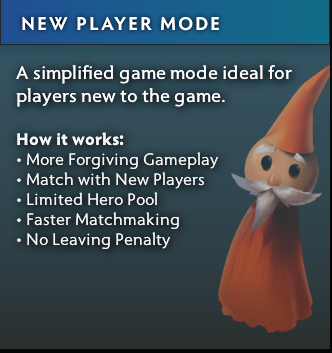 NEW PLAYER MODE
A simplified game mode ideal for
players new to the game.
How it works:
• More Forgiving Gameplay
• Match with New Players
• Limited Hero Pool
• Faster Matchmaking
• No Leaving Penalty